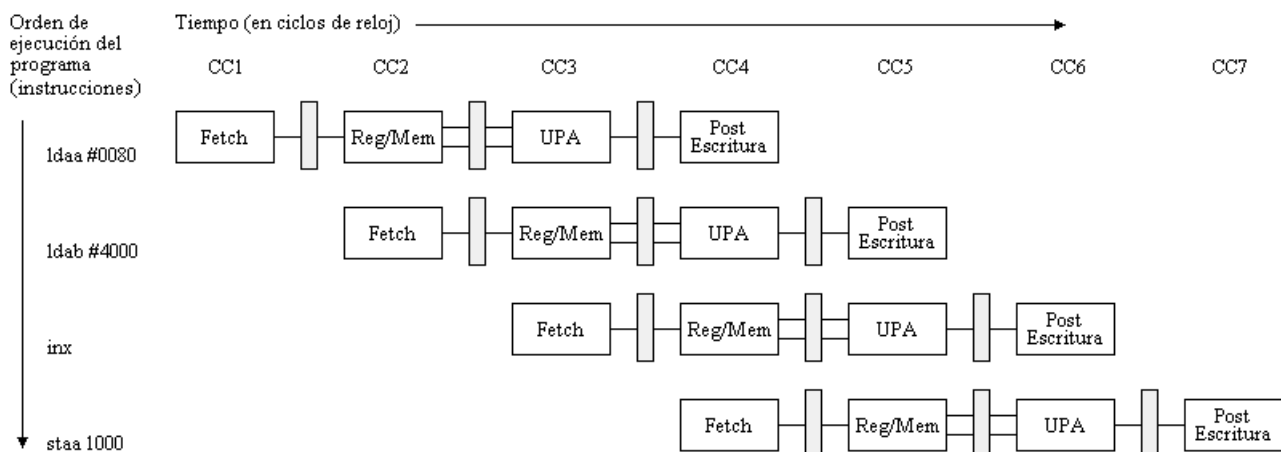 Orden de
ejecución del
programa
(instrucciones)
Tiempo (en ciclos de reloj)
CC1 CC2 CC3 CC4 CC5 CC6 CC7
ldaa #0080
Fetch Reg/Mem UPA Post
Escritura
ldab #4000
Fetch Reg/Mem UPA Post
Escritura
inx
Fetch Reg/Mem UPA Post
Escritura
staa 1000
Fetch Reg/Mem UPA Post
Escritura